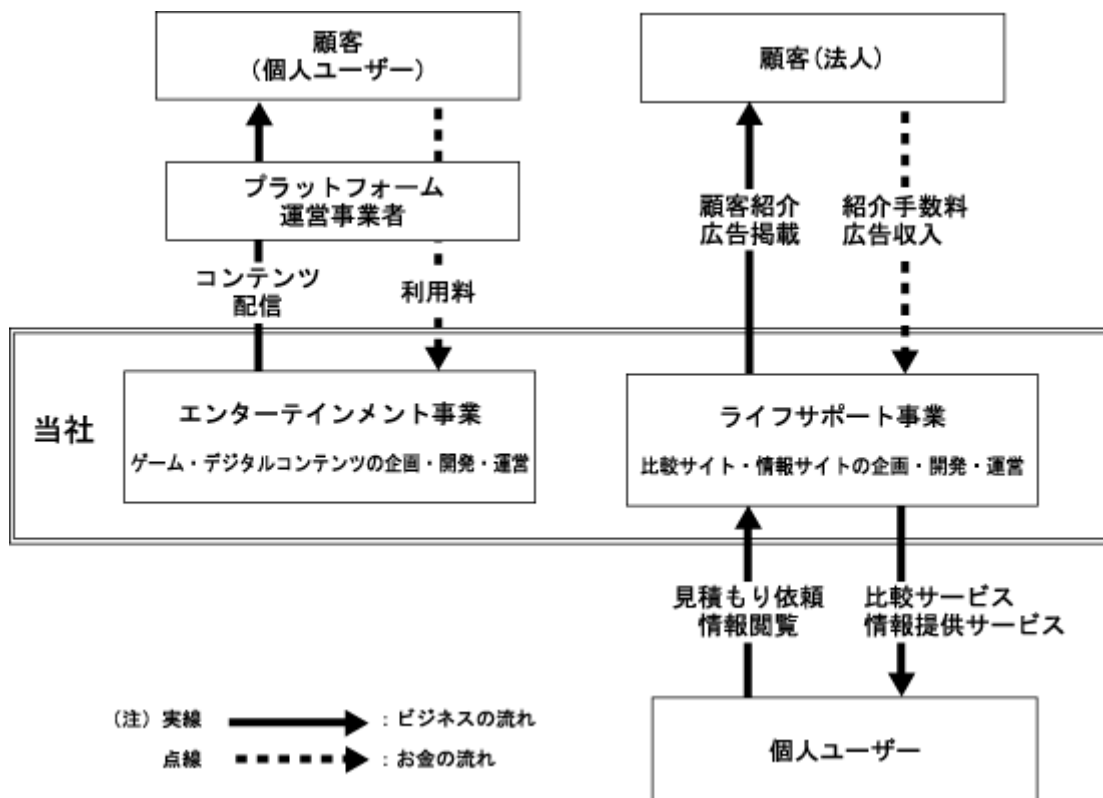 顧客
(個人ユーザー)
顧客(法人)
プラットフォーム
運営事業者
コンテンツ
配信
利用料
顧客紹介
広告掲載
紹介手数料
広告収入
当社
エンターテインメント事業
ゲーム・デジタルコンテンツの企画・開発・運営
ライフサポート事業
比較サイト・情報サイトの企画・開発・運営
見積もり依頼
情報閲覧
比較サービス
情報提供サービス
個人ユーザー
(注)実線 :ビジネスの流れ
点線 :お金の流れ